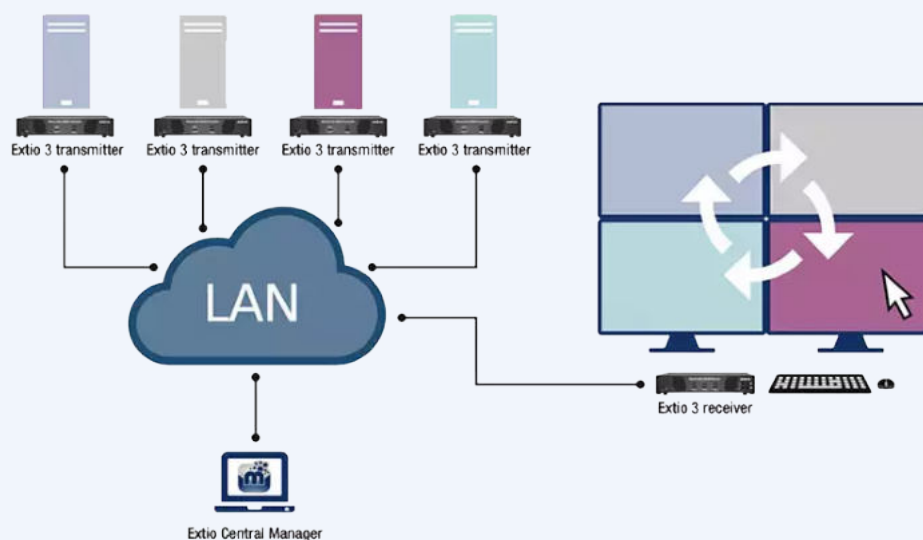 Extio 3 transmitter
Extio 3 transmitter
Extio 3 transmitter
Extio 3 transmitter
LAN
Extio 3 receiver
m
Extio Central Manager